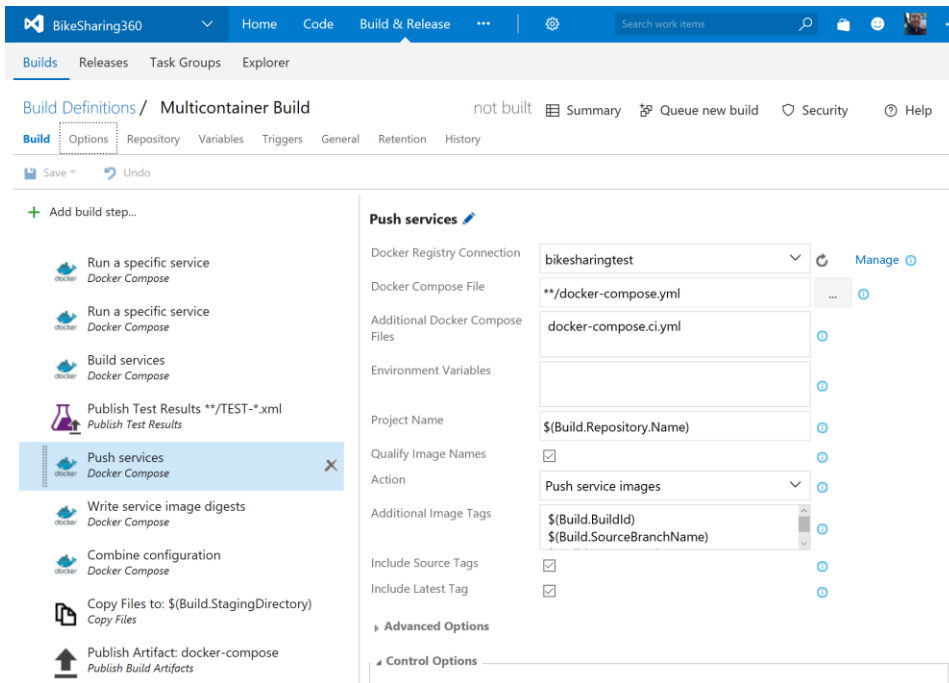 BikeSharing360
Home
Code
Build & Release
•••
Search work items
Builds
Releases
Task Groups
Explorer
Build Definitions / Multicontainer Build
not built
Summary
Queue new build
Security
Help
Build
Options
Repository
Variables
Triggers
General
Retention
History
Save
Undo
Add build step...
Run a specific service
Docker Compose
Run a specific service
Docker Compose
Build services
Docker Compose
Publish Test Results **/TEST-*.xml
Publish Test Results
Push services
Docker Compose
Write service image digests
Docker Compose
Combine configuration
Docker Compose
Copy Files to: $(Build.StagingDirectory)
Copy Files
Publish Artifact: docker-compose
Publish Build Artifacts
docker
docker
docker
docker
docker
docker
Push services
Docker Registry Connection
bikesharingtest
Manage
Docker Compose File
**/docker-compose.yml
...
Additional Docker Compose
Files
docker-compose.ci.yml
Environment Variables
Project Name
$(Build.Repository.Name)
Qualify Image Names
Action
Push service images
Additional Image Tags
$(Build.BuildId)
$(Build.SourceBranchName)
Include Source Tags
Include Latest Tag
Advanced Options
Control Options